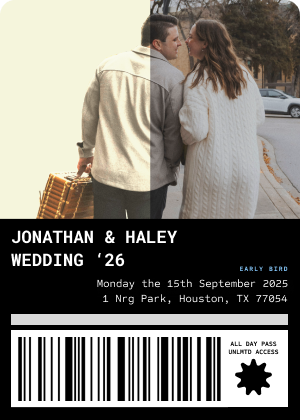 JONATHAN & HALEY
WEDDING ‘26
EARLY BIRD
Monday the 15th September 2025
1 Nrg Park, Houston, TX 77054
ALL DAY PASS
UNLMTD ACCESS